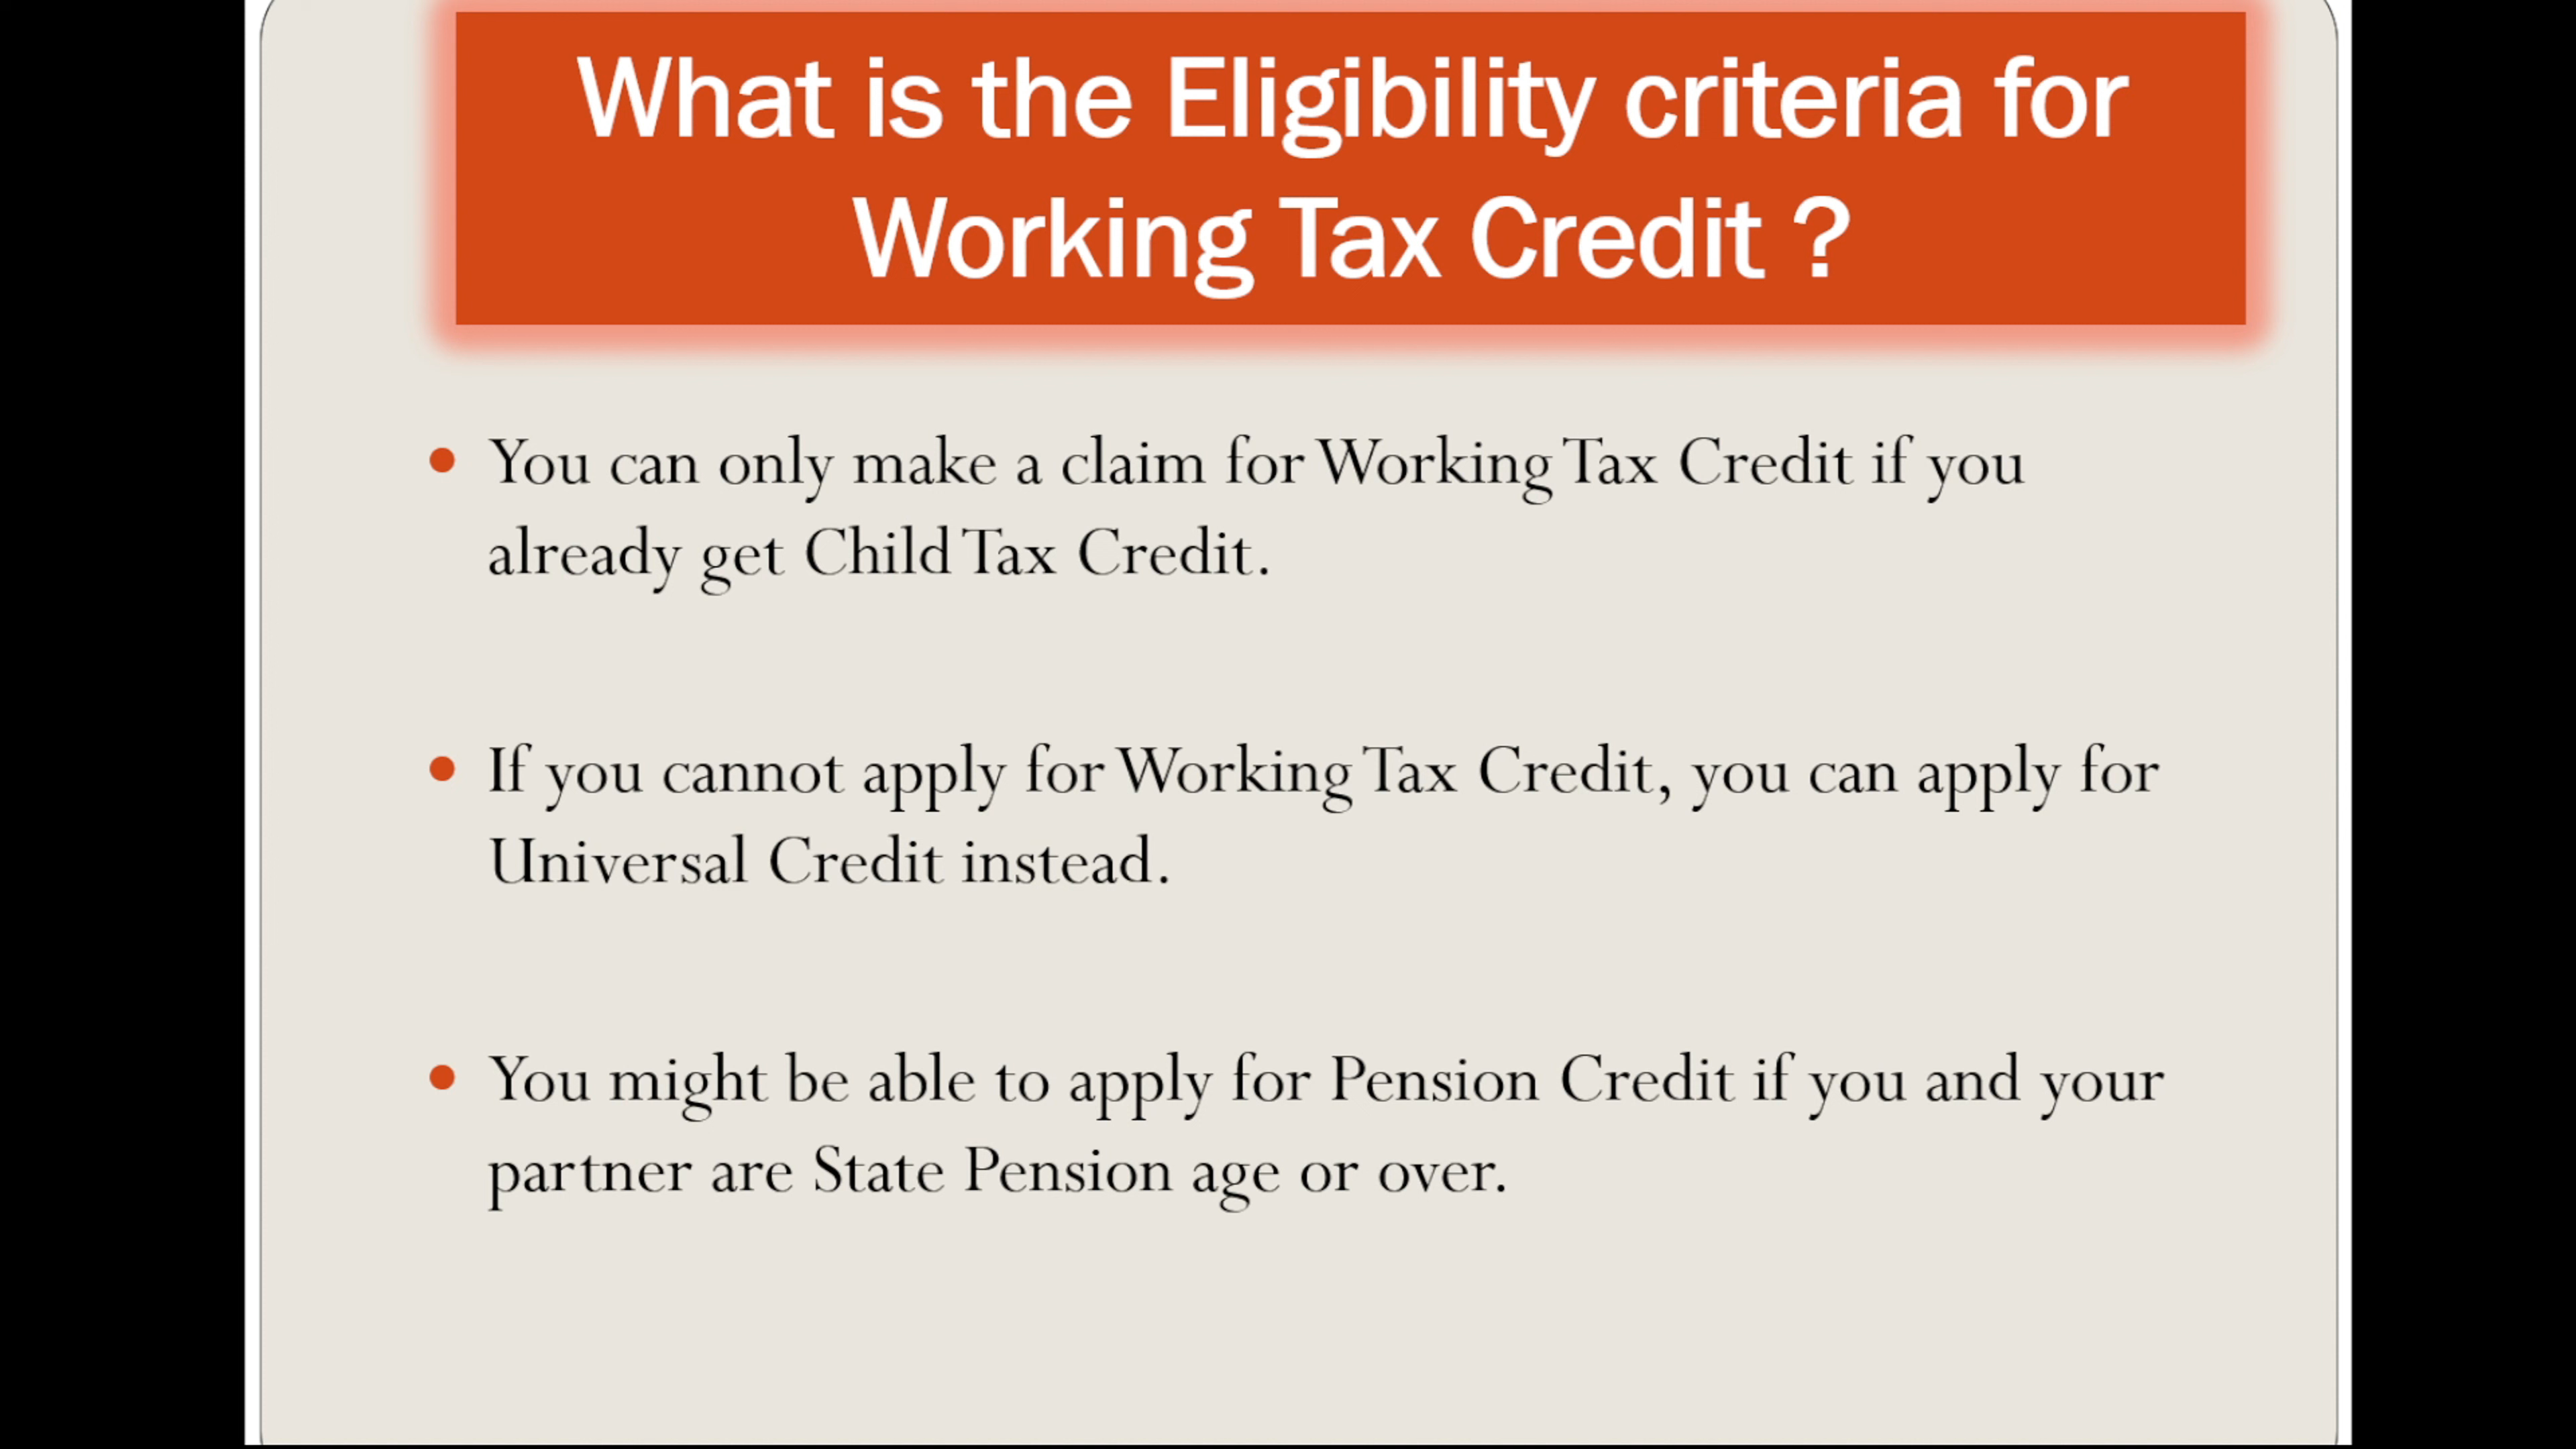 What is the Eligibility criteria for
Working Tax Credit ?
You can only make a claim for Working Tax Credit if you
already get Child Tax Credit.
If you cannot apply for Working Tax Credit, you can apply for
Universal Credit instead.
You might be able to apply for Pension Credit if you and your
partner are State Pension age or over.